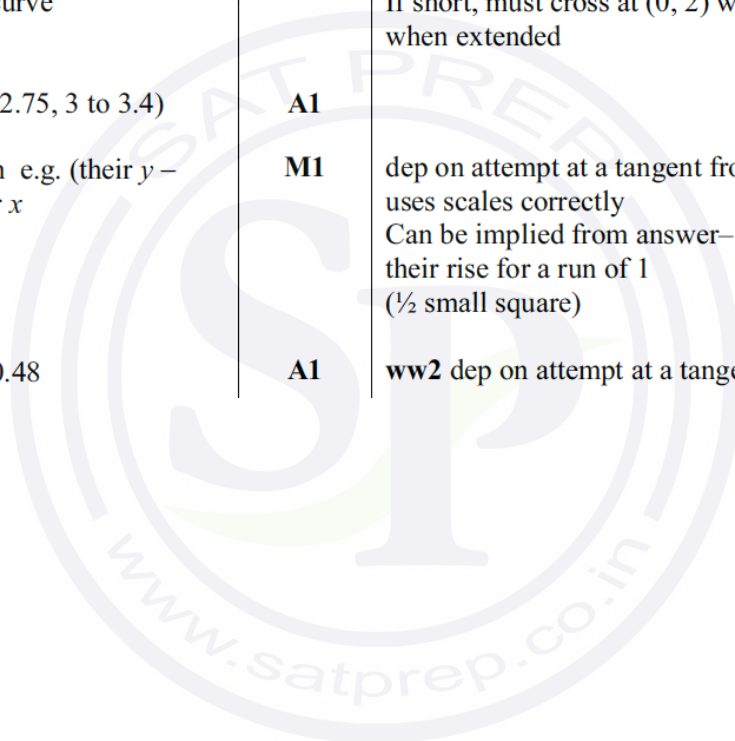 urve
If short, must cross at (0, 2) w
when extended
2.75, 3 to 3.4)
A1
e.g. (their y –
M1
dep on attempt at a tangent fro
x
uses scales correctly
Can be implied from answer–
their rise for a run of 1
(½ small square)
0.48
A1
ww2 dep on attempt at a tange
SAT PREP
SP
www.satprep.co.in